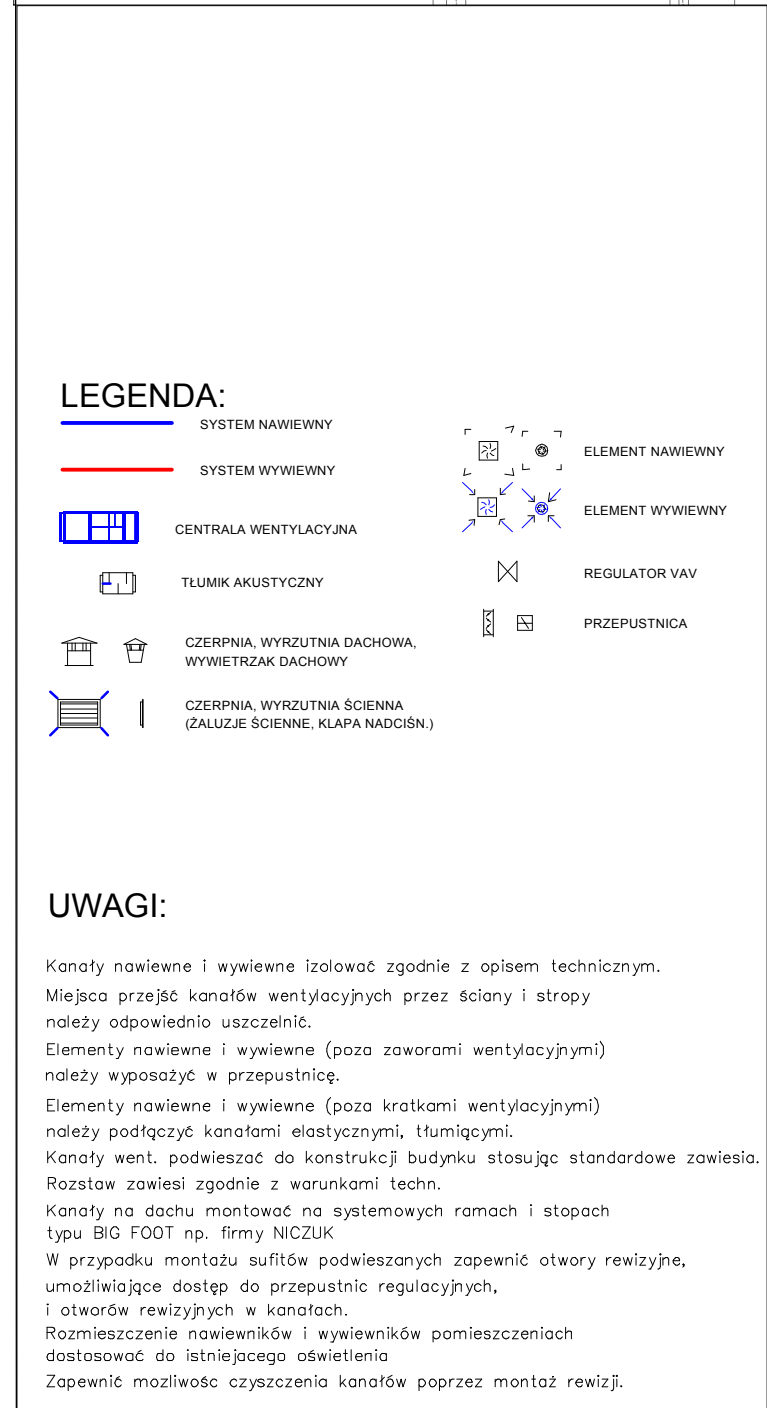 LEGENDA:
SYSTEM NAWIEWNY
SYSTEM WYWIEWNY
CENTRALA WENTYLACYJNA
TŁUMIK AKUSTYCZNY
CZERPNIA, WYRZUTNIA DACHOWA,
WYWIETRZAK DACHOWY
CZERPNIA, WYRZUTNIA ŚCIENNA
(ŻALUZJE ŚCIENNE, KLAPA NADCIŚN.)
ELEMENT NAWIEWNY
ELEMENT WYWIEWNY
REGULATOR VAV
PRZEPUSTNICA
UWAGI:
Kanały nawiewne i wywiewne izolować zgodnie z opisem technicznym.
Miejsca przejść kanałów wentylacyjnych przez ściany i stropy
należy odpowiednio uszczelnić.
Elementy nawiewne i wywiewne (poza zaworami wentylacyjnymi)
należy wyposażyć w przepustnicę.
Elementy nawiewne i wywiewne (poza kratkami wentylacyjnymi)
należy podłączyć kanałami elastycznymi, tłumiącymi.
Kanały went. podwieszać do konstrukcji budynku stosując standardowe zawiesia.
Rozstaw zawiesi zgodnie z warunkami techn.
Kanały na dachu montować na systemowych ramach i stopach
typu BIG FOOT np. firmy NICZUK
W przypadku montażu sufitów podwieszanych zapewnić otwory rewizyjne,
umożliwiające dostęp do przepustnic regulacyjnych,
i otworów rewizyjnych w kanałach.
Rozmieszczenie nawiewników i wywiewników pomieszczeniach
dostosować do istniejacego oświetlenia
Zapewnić mozliwośc czyszczenia kanałów poprzez montaż rewizji.